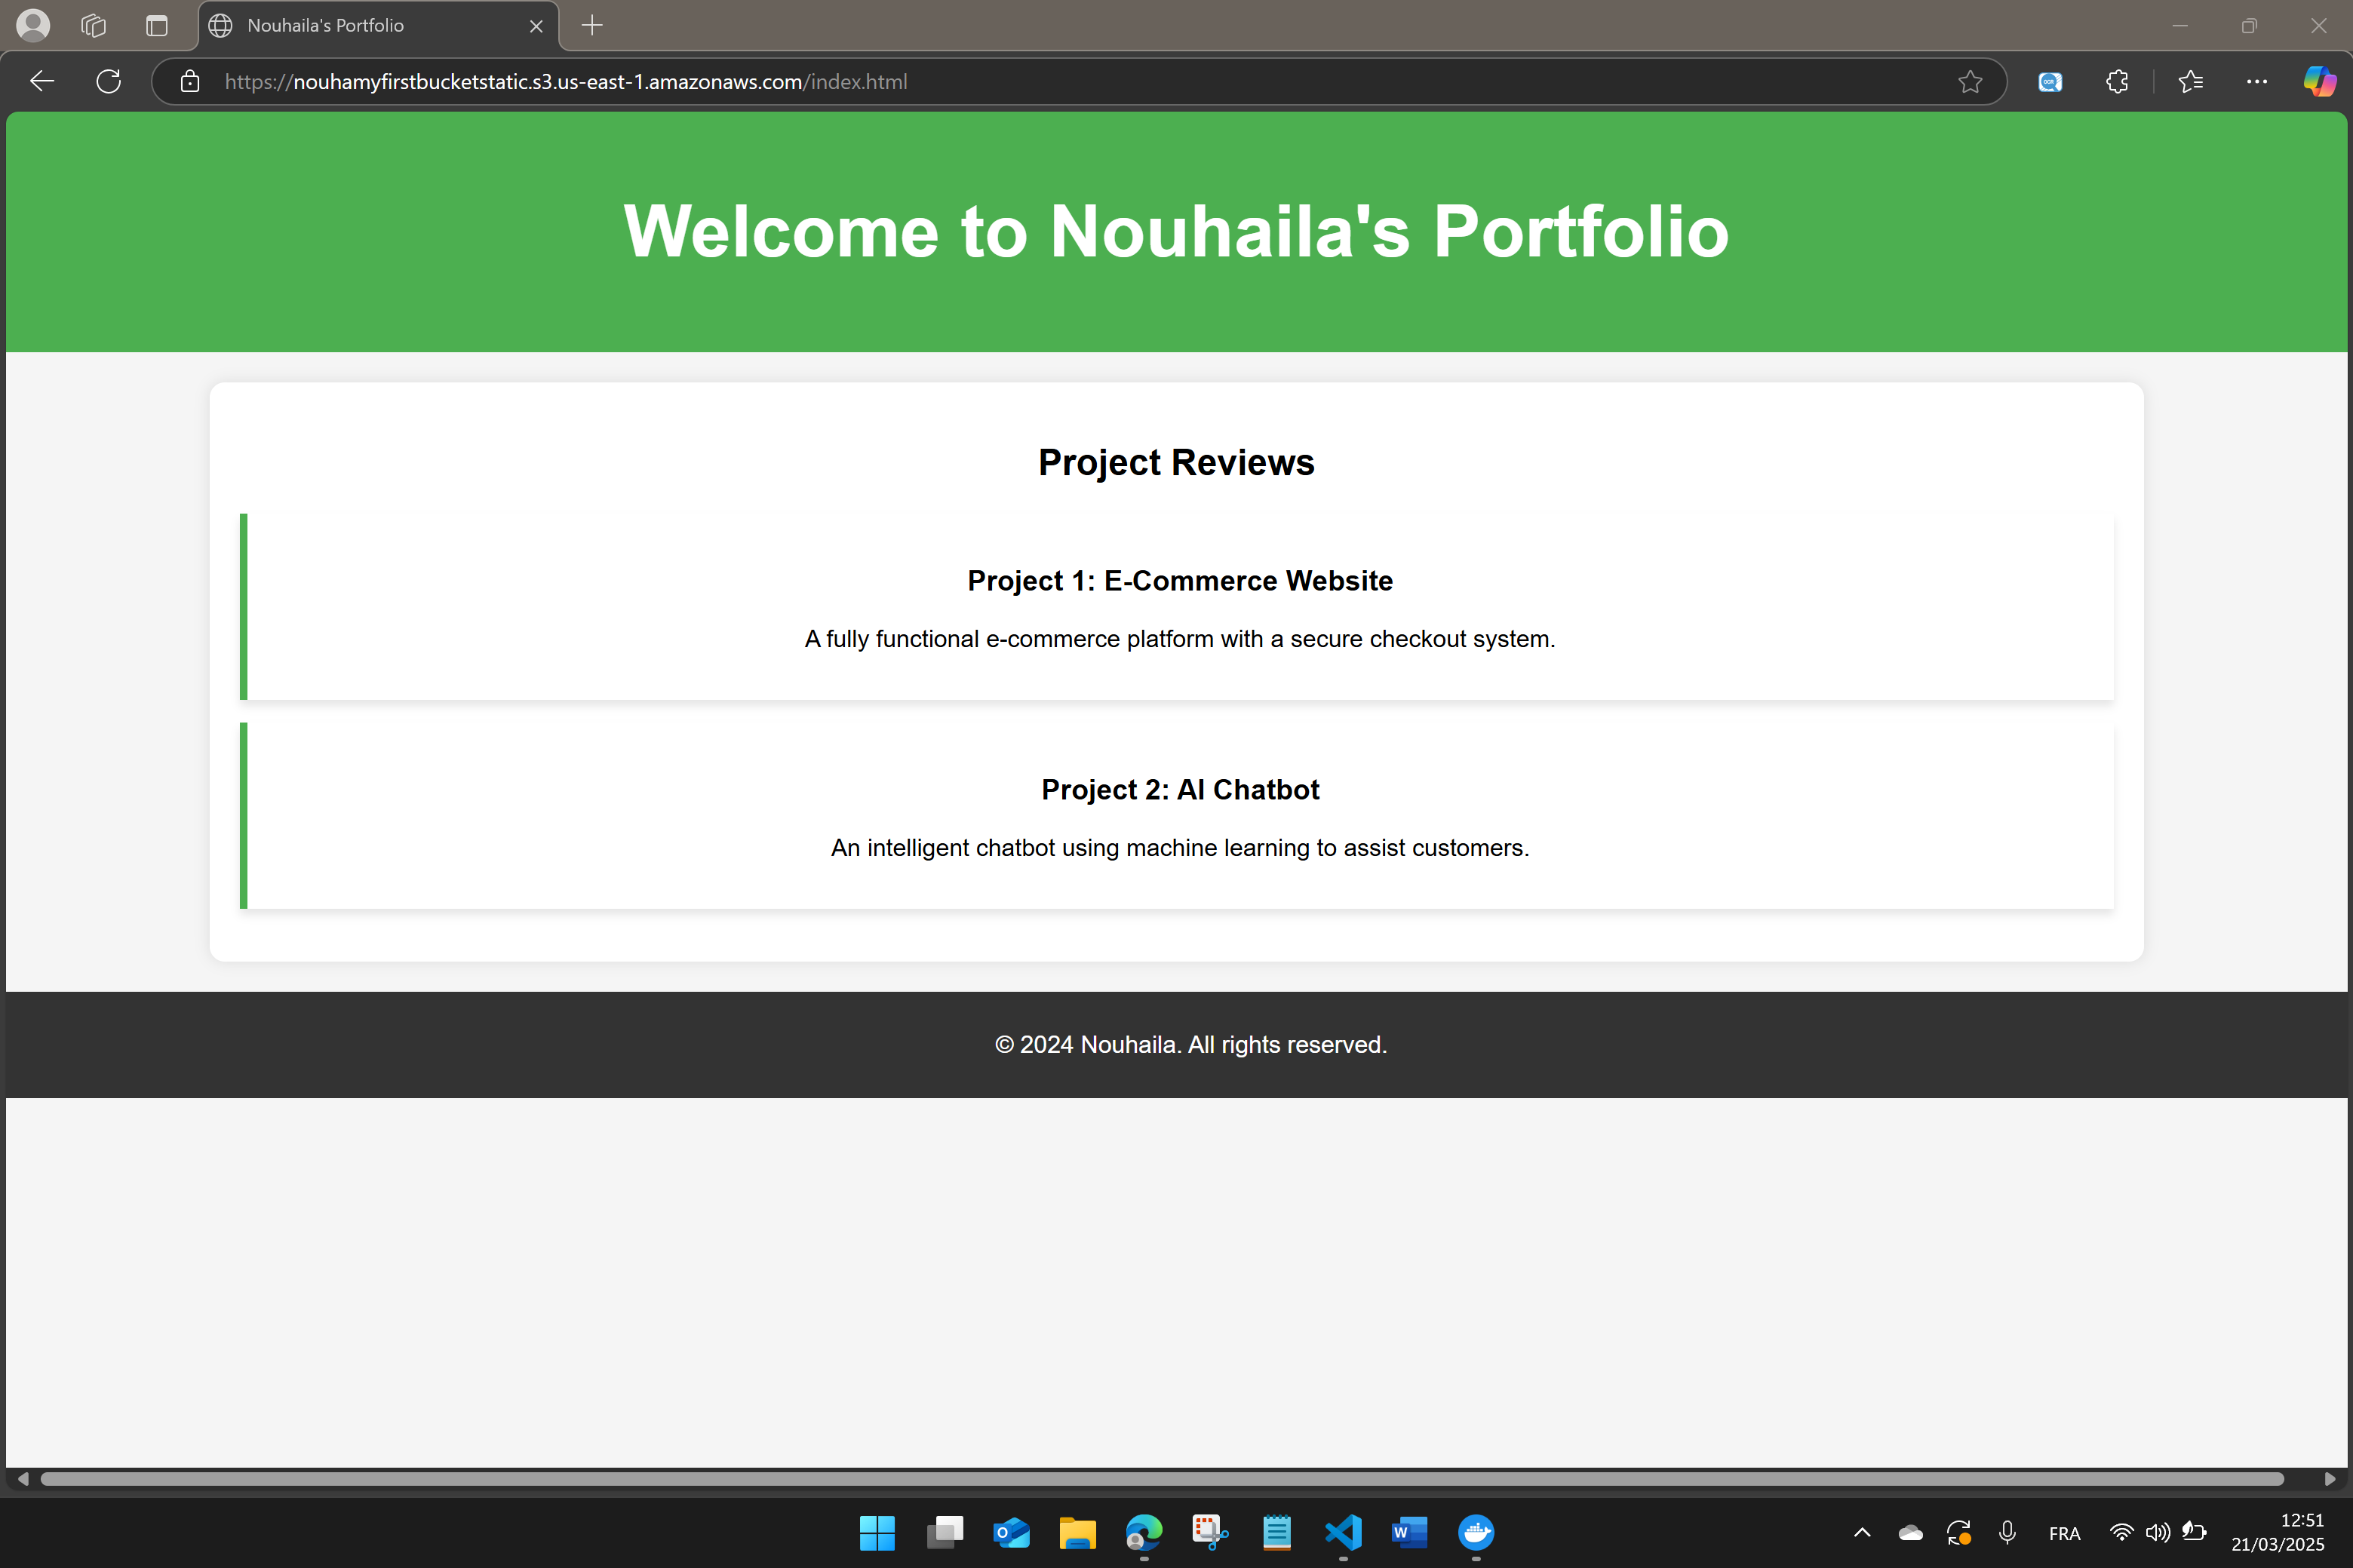 Nouhaila's Portfolio
https://nouhamyfirstbucketstatic.s3.us-east-1.amazonaws.com/index.html
Welcome to Nouhaila's Portfolio
Project Reviews
Project 1: E-Commerce Website
A fully functional e-commerce platform with a secure checkout system.
Project 2: AI Chatbot
An intelligent chatbot using machine learning to assist customers.
© 2024 Nouhaila. All rights reserved.
FRA
12:51
21/03/2025